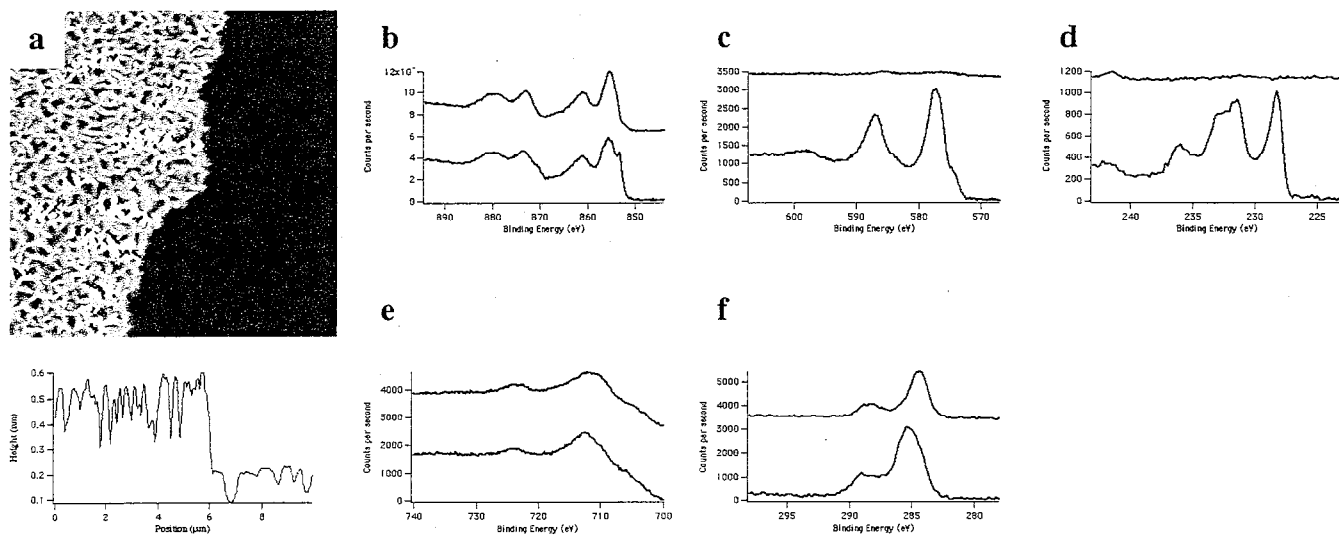 a
0.6
0.5
0.4
0.3
0.2
0.1
Height (nm)
0 2 4 6 8
Position (µm)
b
12x10
10
8
6
4
2
0
Counts per second
890 880 870 860 850
Binding Energy (eV)
c
3500
3000
2500
2000
1500
1000
500
0
Counts per second
600 590 580 570
Binding Energy (eV)
d
1200
1000
800
600
400
200
0
Counts per second
240 235 230 225
Binding Energy (eV)
e
4000
3000
2000
1000
0
Counts per second
740 730 720 710 700
Binding Energy (eV)
f
5000
4000
3000
2000
1000
0
Counts per second
295 290 285 280
Binding Energy (eV)